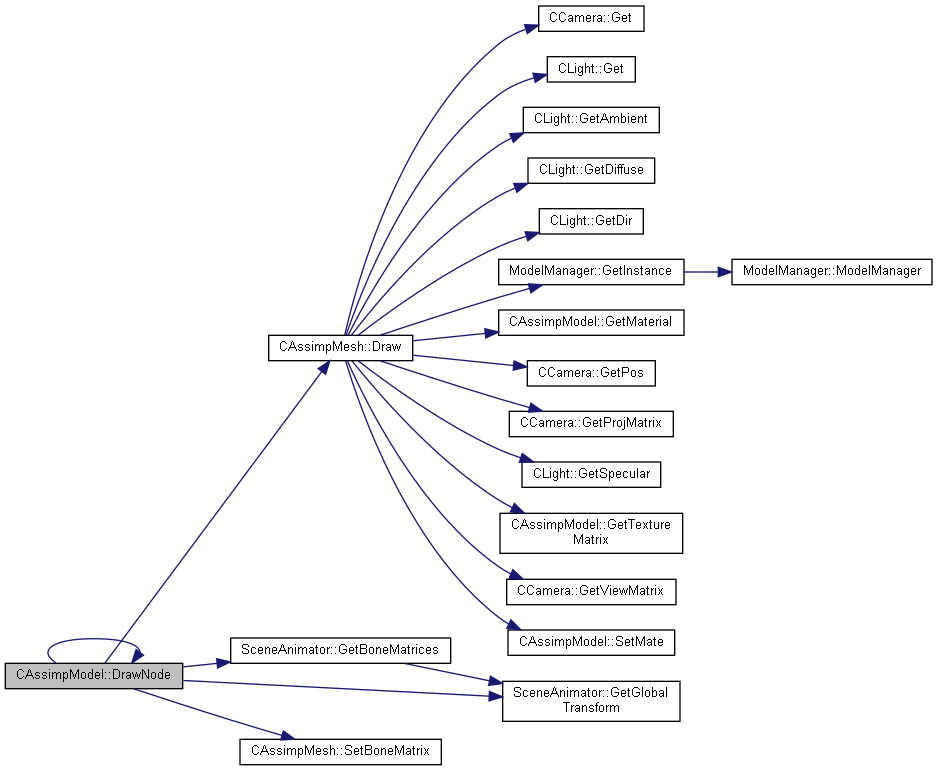 CCamera::Get
CLight::Get
CLight::GetAmbient
CLight::GetDiffuse
CLight::GetDir
ModelManager::GetInstance
ModelManager::ModelManager
CAssimpModel::GetMaterial
CAssimpMesh::Draw
CCamera::GetPos
CCamera::GetProjMatrix
CLight::GetSpecular
CAssimpModel::GetTexture
Matrix
CCamera::GetViewMatrix
CAssimpModel::SetMate
SceneAnimator::GetBoneMatrices
CAssimpModel::DrawNode
SceneAnimator::GetGlobal
Transform
CAssimpMesh::SetBoneMatrix